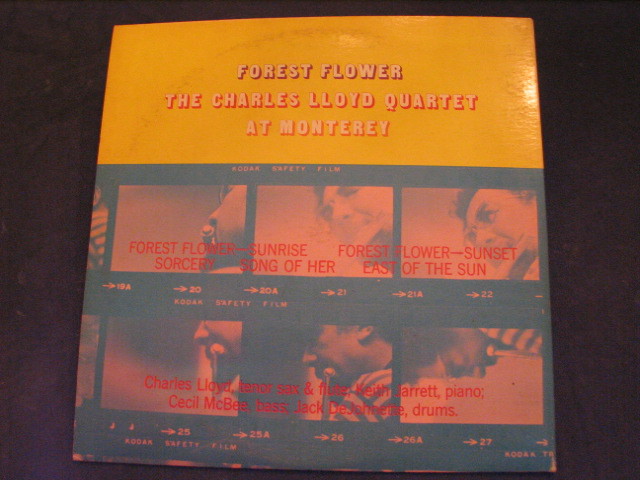 FOREST FLOWER
THE CHARLES LLOYD QUARTET
AT MONTEREY
KODAK SAFETY FILM
FOREST FLOWER—SUNRISE FOREST FLOWER—SUNSET
SORCERY SONG OF HER EAST OF THE SUN
→19A →20 →20A →21 →21A →22
KODAK SAFETY FILM
Charles Lloyd, tenor sax & flute; Keith Jarrett, piano;
Cecil McBee, bass; Jack DeJohnette, drums.
→25 →25A →26 →26A →27
KODAK SAFETY FILM
KODAK